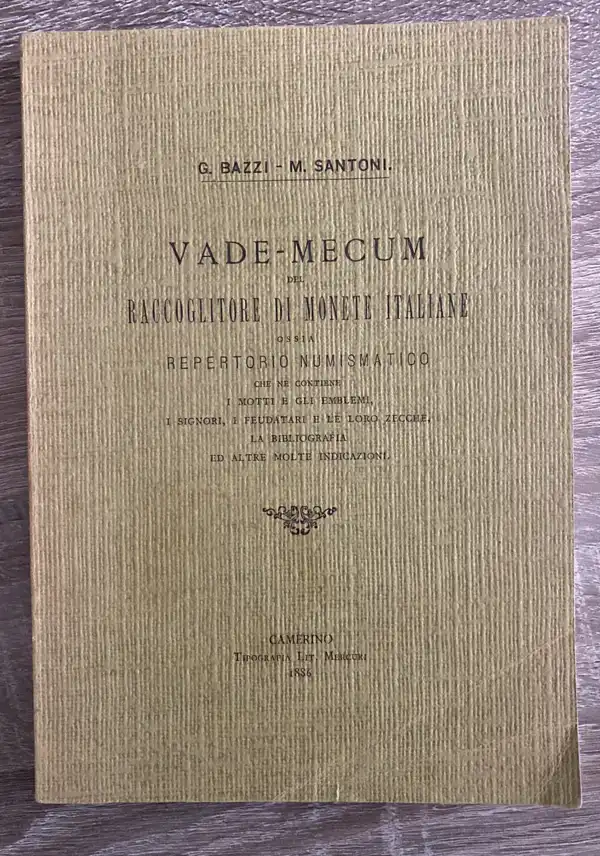 G. BAZZI - M. SANTONI.
VADE-MECUM
DEL
RACCOGLITORE DI MONETE ITALIANE
OSSIA
REPERTORIO NUMISMATICO
CHE NE CONTIENE
I MOTTI E GLI EMBLEMI,
I SIGNORI, I FEUDATARI E LE LORO ZECCHE,
LA BIBLIOGRAFIA
ED ALTRE MOLTE INDICAZIONI.
CAMERINO
TIPOGRAFIA LIT. MERCURI
1886